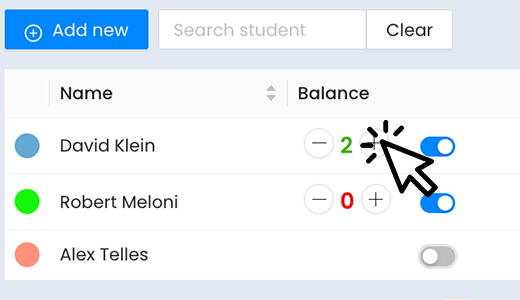 Add new Search student Clear
Name Balance
David Klein 2
Robert Meloni 0
Alex Telles